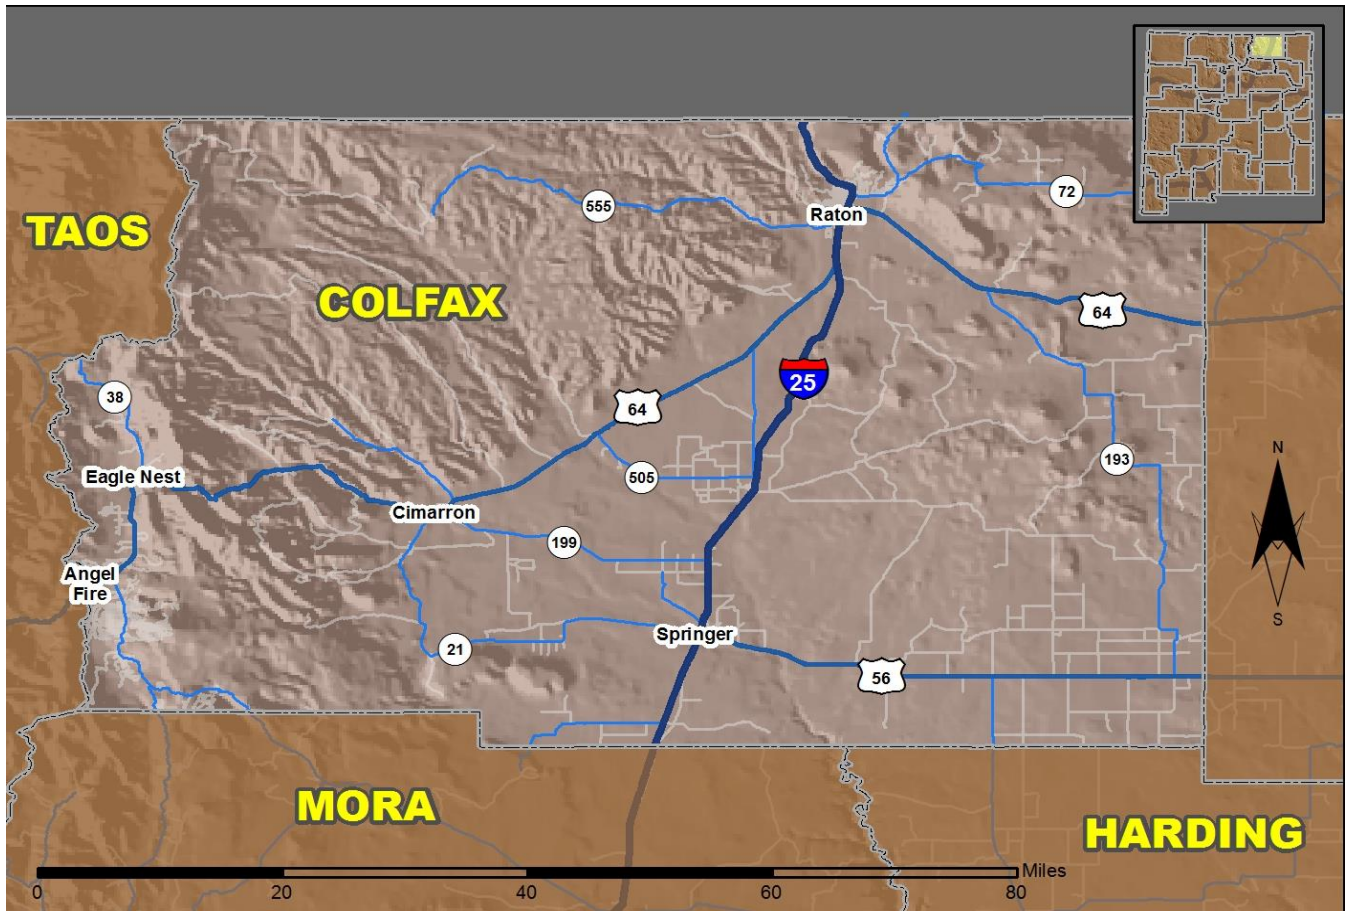 72
555
Raton
TAOS
COLFAX
64
25
38
64
N
193
Eagle Nest
505
Cimarron
199
Angel
Fire
S
Springer
21
56
MORA
HARDING
Miles
0 20 40 60 80